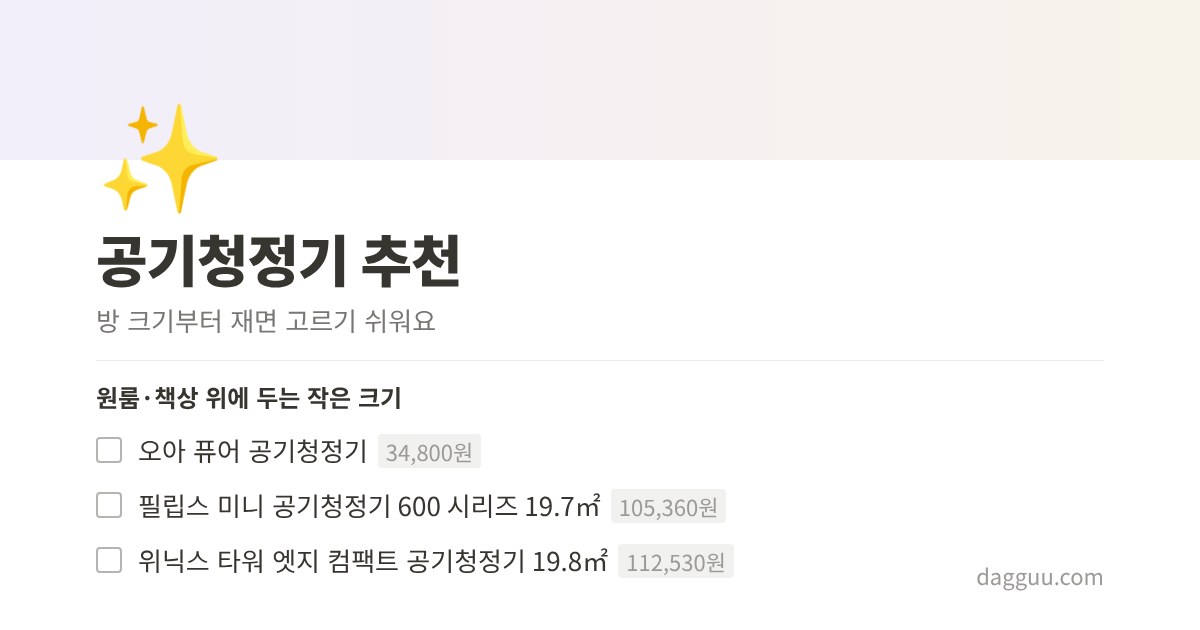 공기청정기 추천
방 크기부터 재면 고르기 쉬워요
원룸·책상 위에 두는 작은 크기
오아 퓨어 공기청정기 34,800원
필립스 미니 공기청정기 600 시리즈 19.7㎡ 105,360원
위닉스 타워 엣지 컴팩트 공기청정기 19.8㎡ 112,530원
dagguu.com